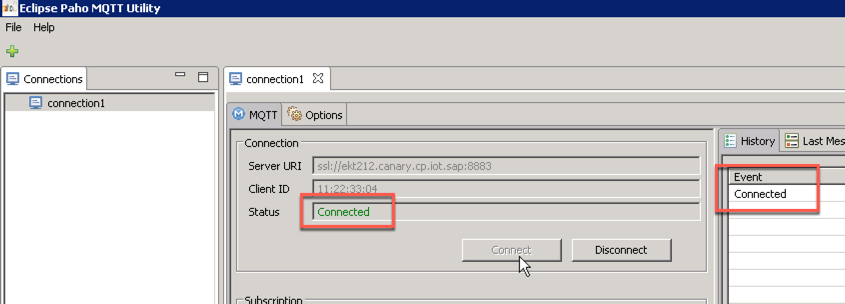 Eclipse Paho MQTT Utility
File Help
Connections
connection1
connection1
MQTT Options
Connection
Server URI ssl://ekt212.canary.cp.iot.sap:8883
Client ID 11:22:33:04
Status Connected
Connect Disconnect
Subscription
History Last Mes
Event
Connected